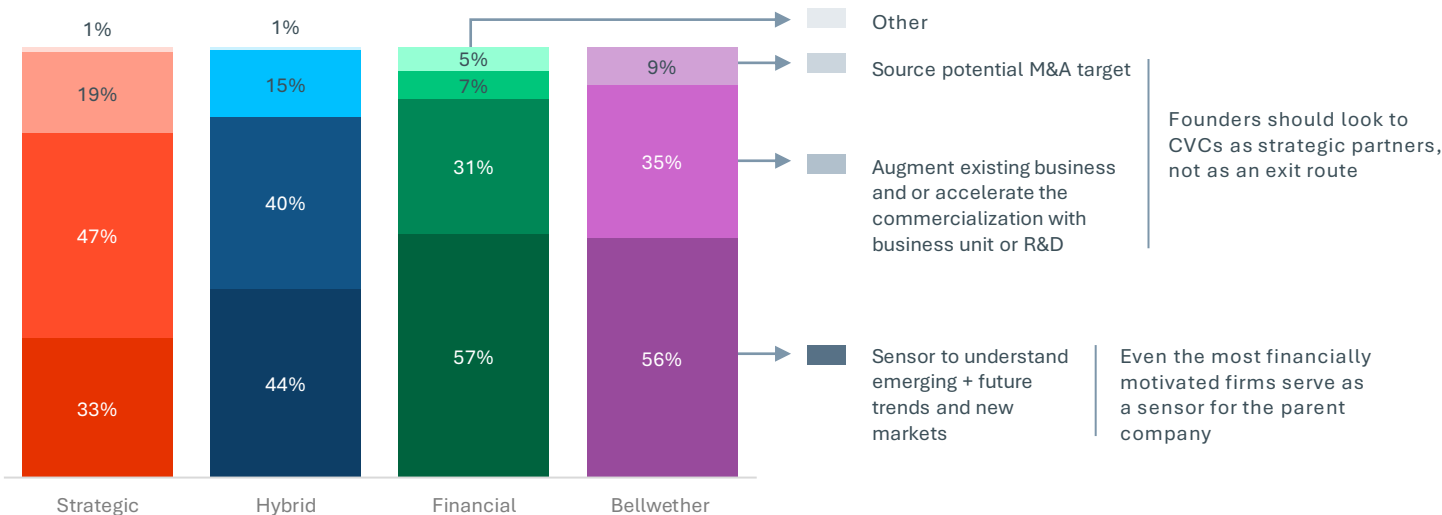 1%
19%
47%
33%
Strategic
1%
15%
40%
44%
Hybrid
5%
7%
31%
57%
Financial
9%
35%
56%
Bellwether
Other
Source potential M&A target
Augment existing business
and or accelerate the
commercialization with
business unit or R&D
Founders should look to
CVCs as strategic partners,
not as an exit route
Sensor to understand
emerging + future
trends and new
markets
Even the most financially
motivated firms serve as
a sensor for the parent
company